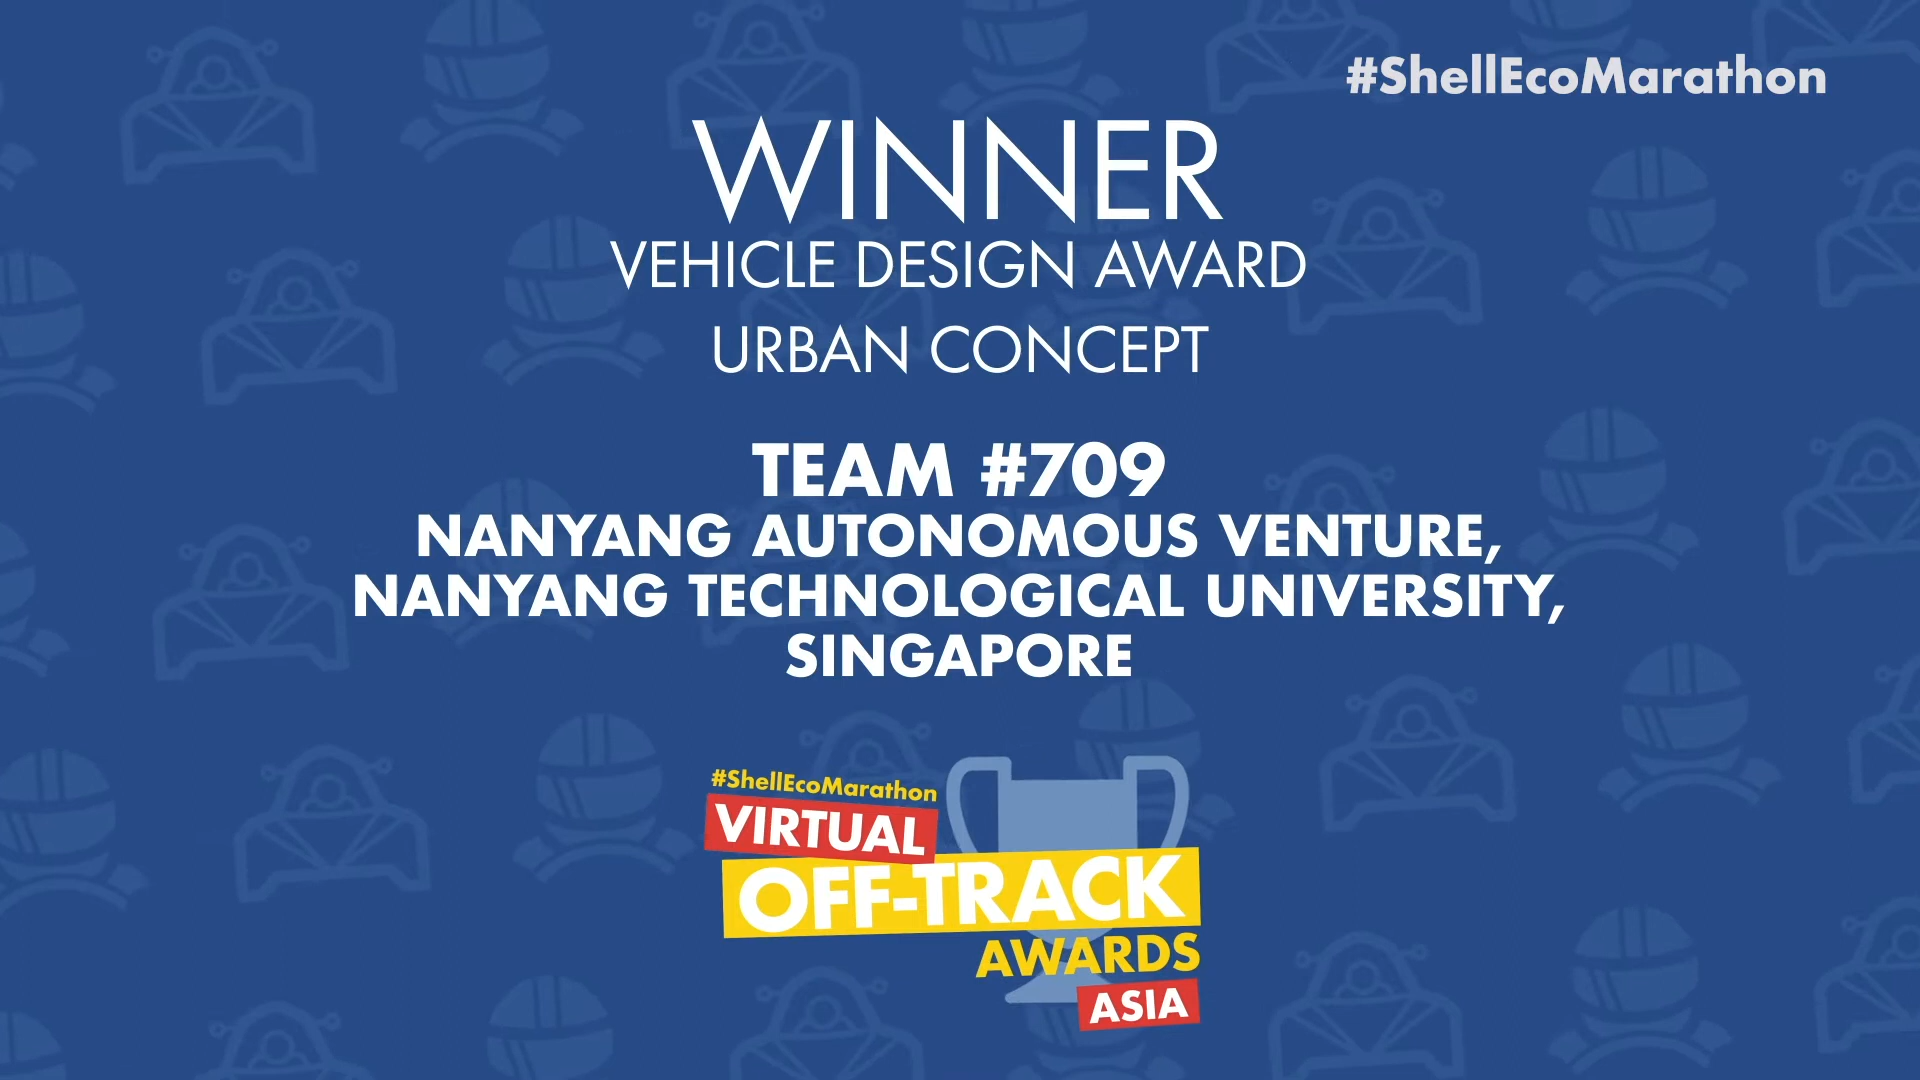 #ShellEcoMarathon
WINNER
VEHICLE DESIGN AWARD
URBAN CONCEPT
TEAM #709
NANYANG AUTONOMOUS VENTURE,
NANYANG TECHNOLOGICAL UNIVERSITY,
SINGAPORE
#ShellEcoMarathon
VIRTUAL
OFF-TRACK
AWARDS
ASIA